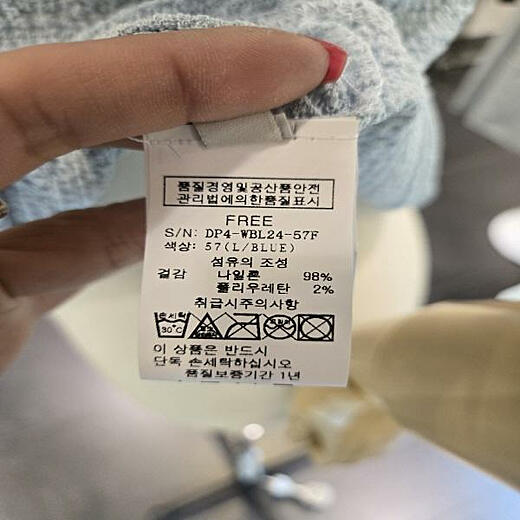 품질경영및공산품안전
관리법에의한품질표시
FREE
S/N: DP4-WBL24-57F
색상: 57(L/BLUE)
섬유의 조성
겉감 나일론 98%
폴리우레탄 2%
취급시주의사항
손세탁
30°C
이 상품은 반드시
단독 손세탁하십시오
품질보증기간 1년